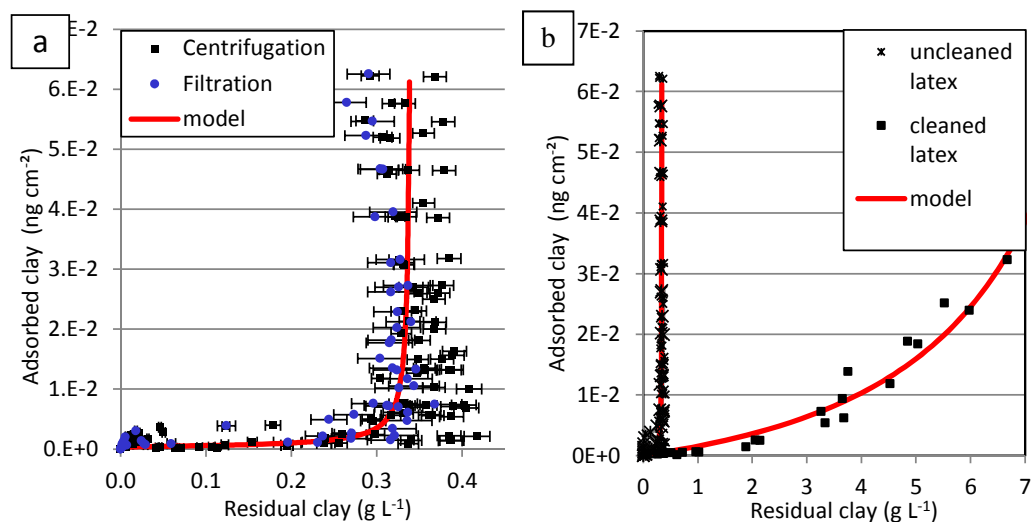 a
Centrifugation
Filtration
model
E-2
6.E-2
5.E-2
4.E-2
3.E-2
2.E-2
1.E-2
0.E+0
Adsorbed clay (ng cm⁻²)
0.0
0.1
0.2
0.3
0.4
Residual clay (g L⁻¹)
b
uncleaned
latex
cleaned
latex
model
7E-2
6E-2
5E-2
4E-2
3E-2
2E-2
1E-2
0E+0
Adsorbed clay (ng cm⁻²)
0
1
2
3
4
5
6
7
Residual clay (g L⁻¹)